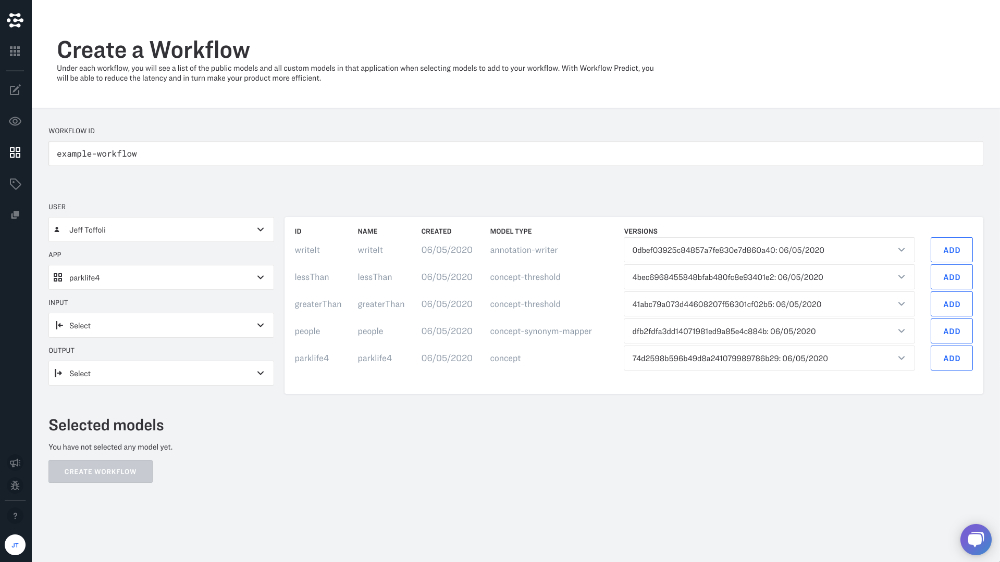 Create a Workflow
Under each workflow, you will see a list of the public models and all custom models in that application when selecting models to add to your workflow. With Workflow Predict, you
will be able to reduce the latency and in turn make your product more efficient.
WORKFLOW ID
example-workflow
USER
Jeff Toffoli
APP
parklife4
INPUT
Select
OUTPUT
Select
ID NAME CREATED MODEL TYPE VERSIONS
writeIt writeIt 06/05/2020 annotation-writer 0dbef03925c84857a7fe830e7d860a40: 06/05/2020 ADD
lessThan lessThan 06/05/2020 concept-threshold 4bec6968455848bfab480fc8e93401e2: 06/05/2020 ADD
greaterThan greaterThan 06/05/2020 concept-threshold 41abc79a073d44608207f56301cf02b5: 06/05/2020 ADD
people people 06/05/2020 concept-synonym-mapper dfb2fdfa3dd14071981ed9a85e4c884b: 06/05/2020 ADD
parklife4 parklife4 06/05/2020 concept 74d2598b596b49d8a241079989786b29: 06/05/2020 ADD
Selected models
You have not selected any model yet.
CREATE WORKFLOW
?
JT